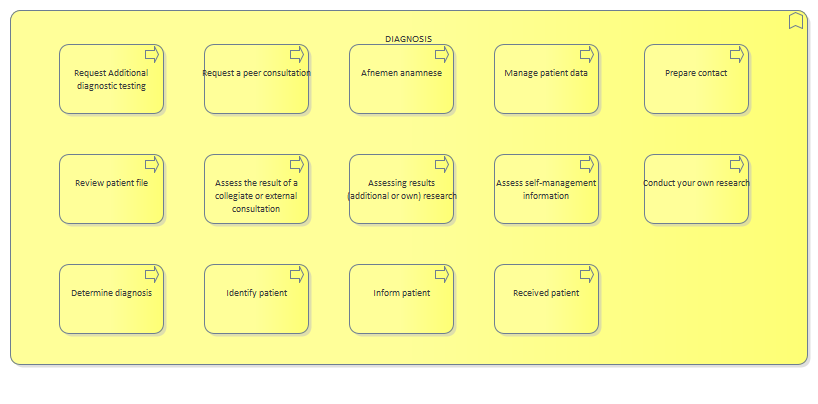 DIAGNOSIS
Request Additional
diagnostic testing
Request a peer consultation
Afnemen anamnese
Manage patient data
Prepare contact
Review patient file
Assess the result of a
collegiate or external
consultation
Assessing results
(additional or own) research
Assess self-management
information
Conduct your own research
Determine diagnosis
Identify patient
Inform patient
Received patient